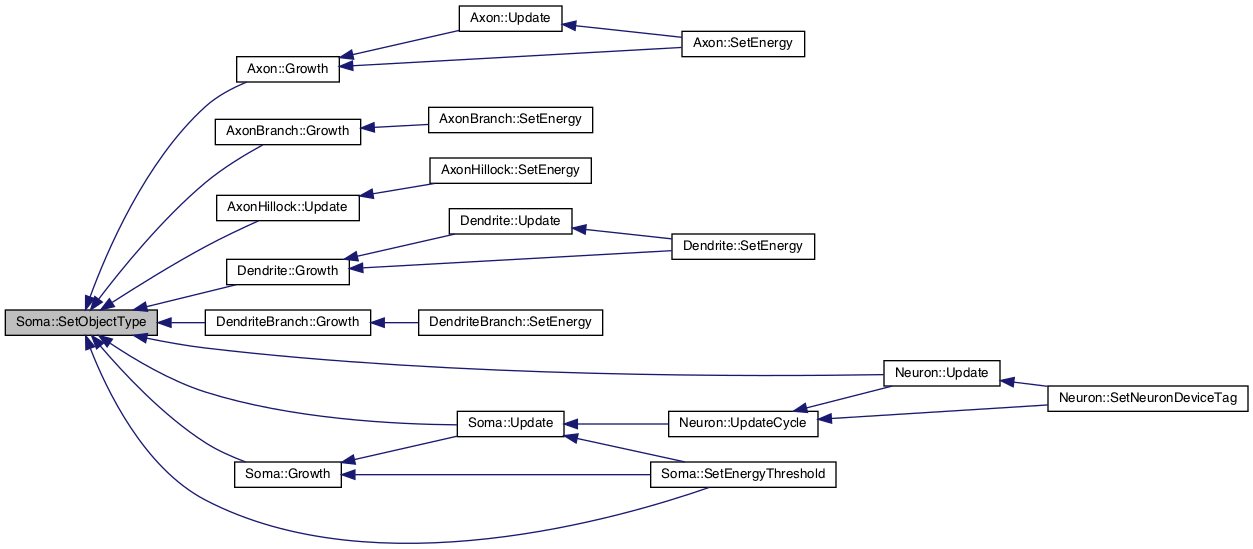 Axon::Update
Axon::SetEnergy
Axon::Growth
AxonBranch::SetEnergy
AxonBranch::Growth
AxonHillock::SetEnergy
AxonHillock::Update
Dendrite::Update
Dendrite::SetEnergy
Dendrite::Growth
Soma::SetObjectType
DendriteBranch::Growth
DendriteBranch::SetEnergy
Neuron::Update
Neuron::SetNeuronDeviceTag
Soma::Update
Neuron::UpdateCycle
Soma::Growth
Soma::SetEnergyThreshold